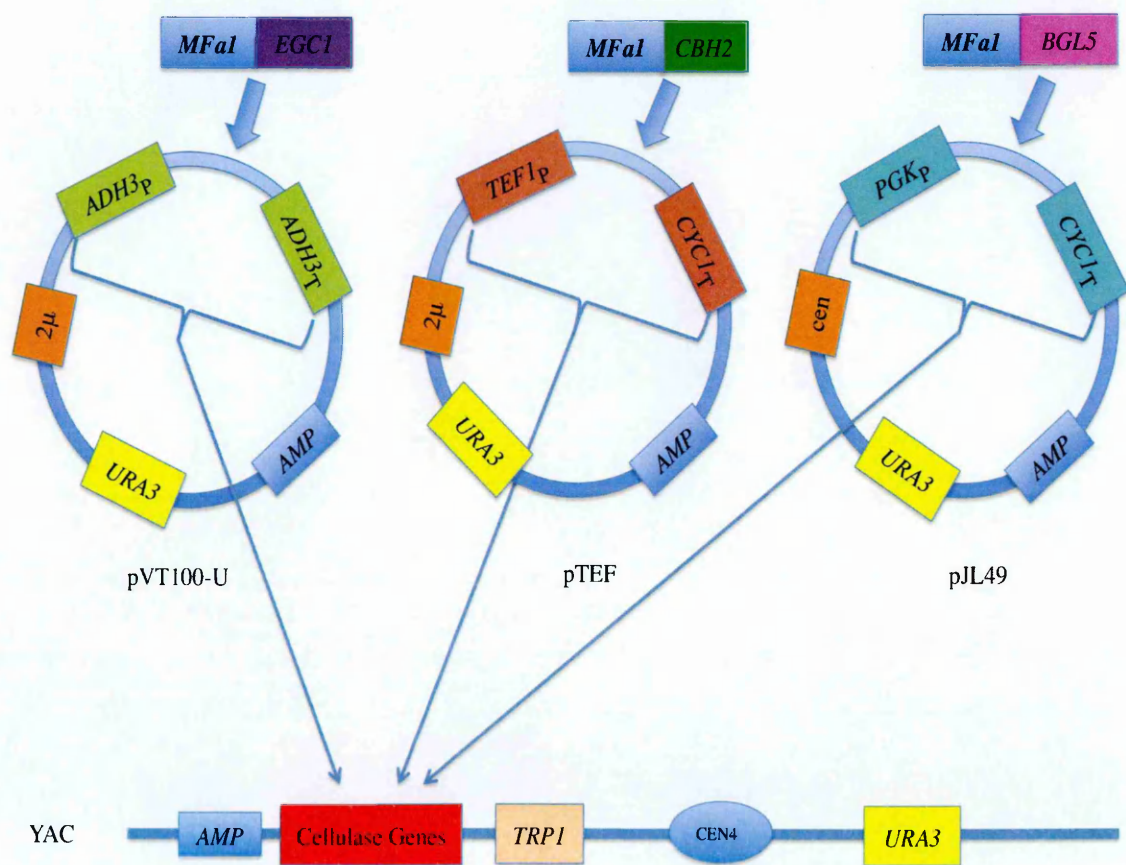 MFa1 EGC1
MFa1 CBH2
MFa1 BGL5
ADH3P
ADH3T
2µ
URA3
AMP
TEF1P
CYC1T
2µ
URA3
AMP
PGKP
CYC1T
cen
URA3
AMP
pVT100-U
pTEF
pJL49
YAC
AMP
Cellulase Genes
TRP1
CEN4
URA3